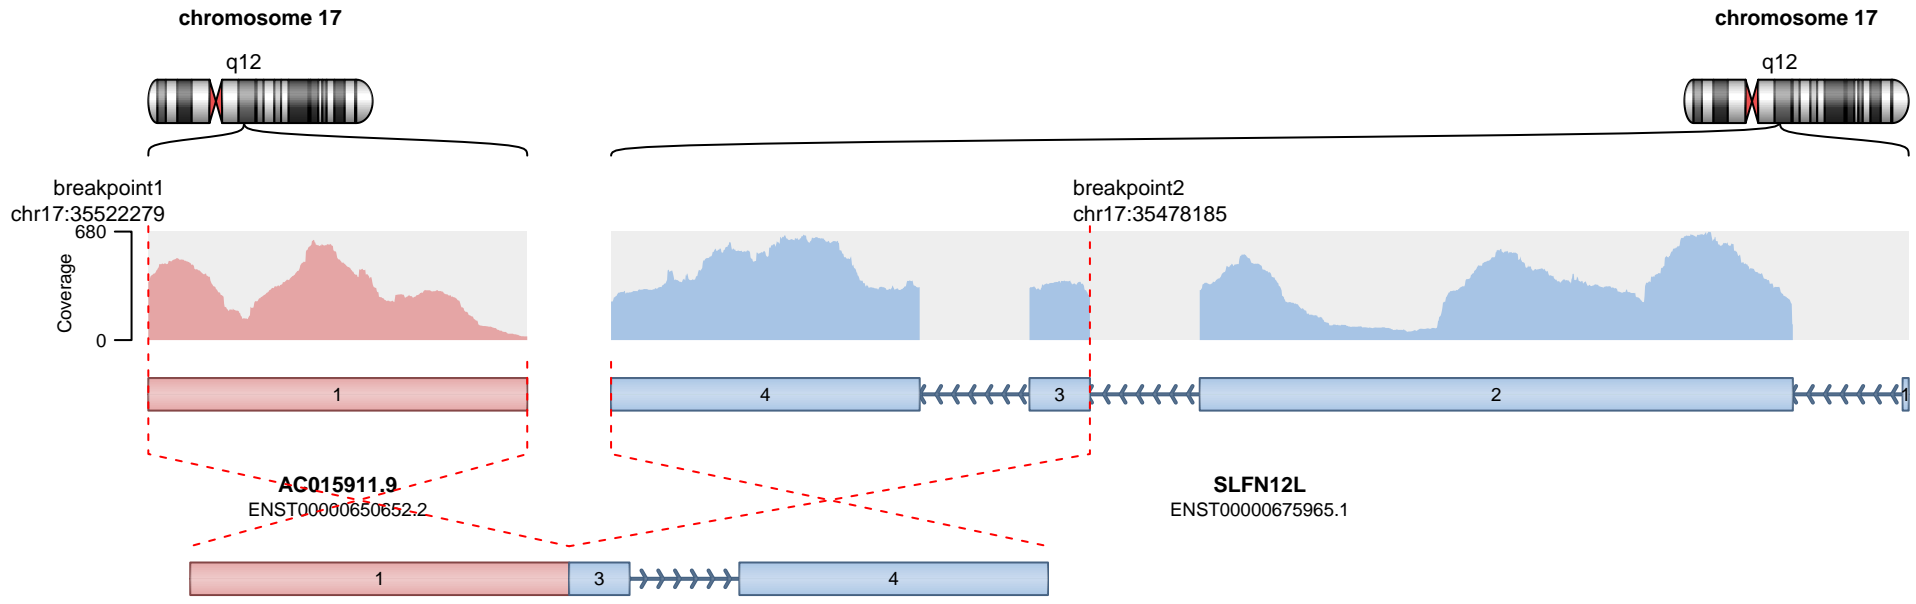 chromosome 17
chromosome 17
q12
q12
breakpoint1
chr17:35522279
breakpoint2
chr17:35478185
680
Coverage
0
1
4
3
2
1
AC015911.9
ENST00000650652.2
SLFN12L
ENST00000675965.1
1
3
4